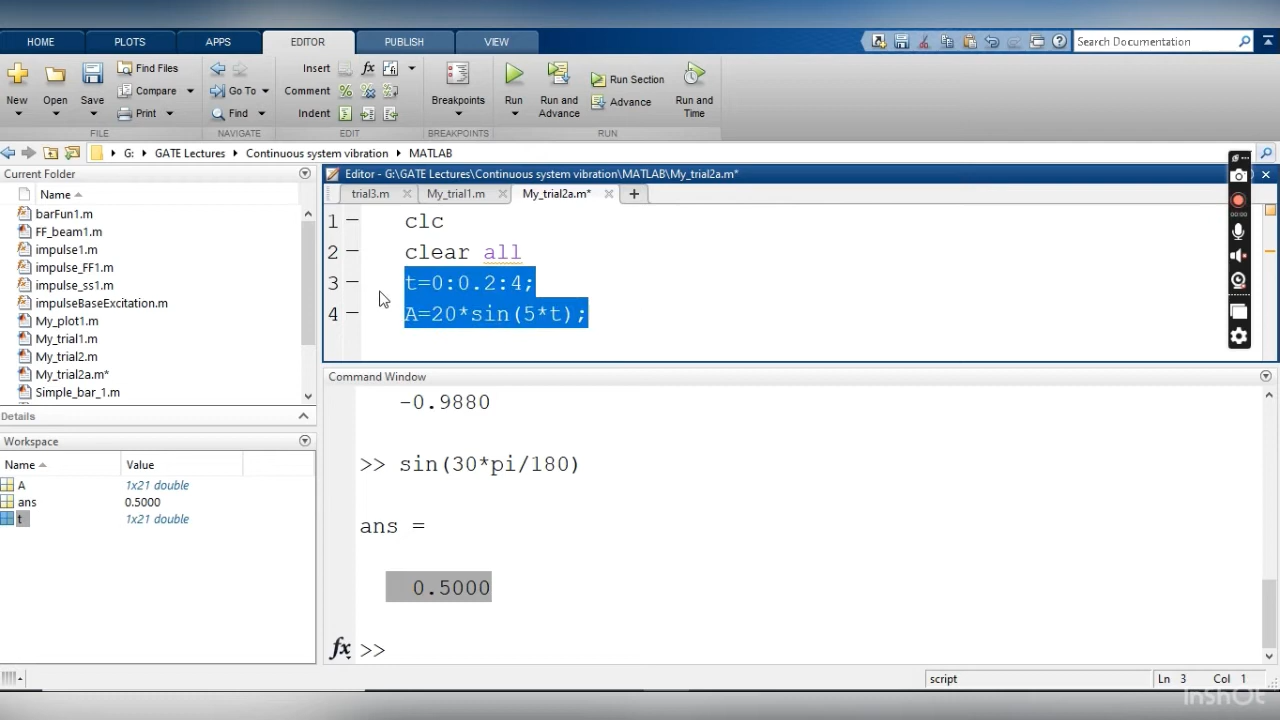 HOME PLOTS APPS EDITOR PUBLISH VIEW
Search Documentation
New
Open
Save
Find Files
Compare
Print
FILE
Go To
Find
NAVIGATE
Insert fx
Comment
Indent
EDIT
Breakpoints
BREAKPOINTS
Run
Run and
Advance
Run Section
Advance
Run and
Time
RUN
G: GATE Lectures Continuous system vibration MATLAB
Current Folder
Name
barFun1.m
FF_beam1.m
impulse1.m
impulse_FF1.m
impulse_ss1.m
impulseBaseExcitation.m
My_plot1.m
My_trial1.m
My_trial2.m
My_trial2a.m*
Simple_bar_1.m
Details
Workspace
Name Value
A 1x21 double
ans 0.5000
t 1x21 double
Editor - G:\GATE Lectures\Continuous system vibration\MATLAB\My_trial2a.m*
trial3.m My_trial1.m My_trial2a.m*
1 clc
2 clear all
3 t=0:0.2:4;
4 A=20*sin(5*t);
00:00
Command Window
-0.9880
>> sin(30*pi/180)
ans =
0.5000
fx >>
script Ln 3 Col 1
InShOt